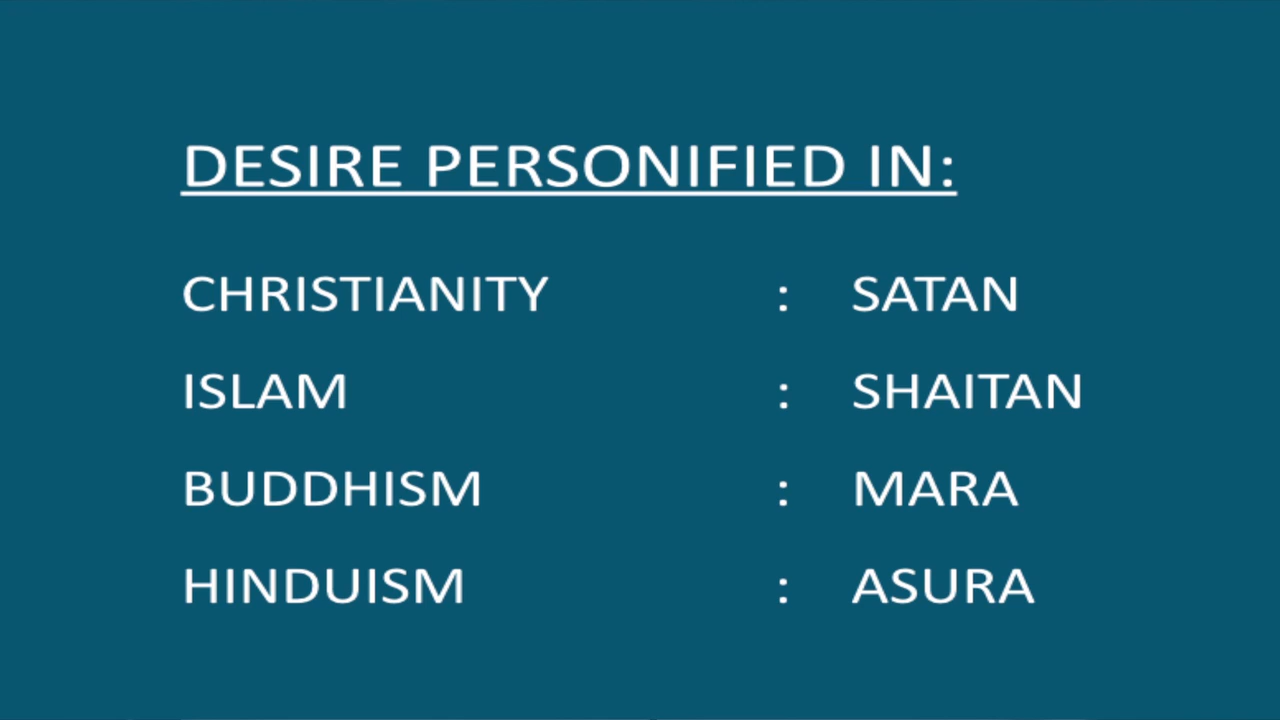 DESIRE PERSONIFIED IN:
CHRISTIANITY : SATAN
ISLAM : SHAITAN
BUDDHISM : MARA
HINDUISM : ASURA